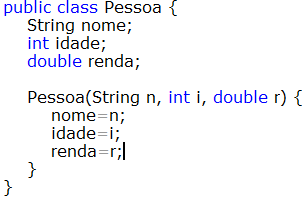 public class Pessoa {
String nome;
int idade;
double renda;
Pessoa(String n, int i, double r) {
nome=n;
idade=i;
renda=r;
}
}